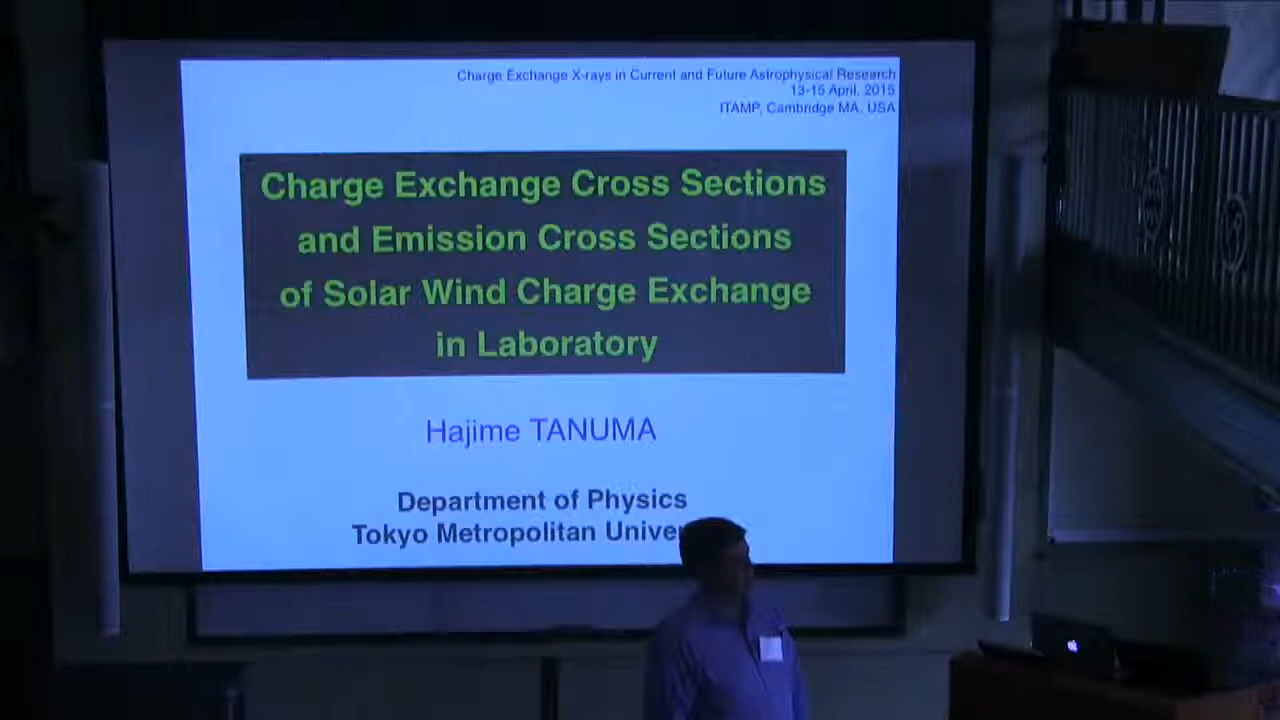 Charge Exchange X-rays in Current and Future Astrophysical Research
13-15 April, 2015
ITAMP, Cambridge MA, USA
Charge Exchange Cross Sections
and Emission Cross Sections
of Solar Wind Charge Exchange
in Laboratory
Hajime TANUMA
Department of Physics
Tokyo Metropolitan Univer